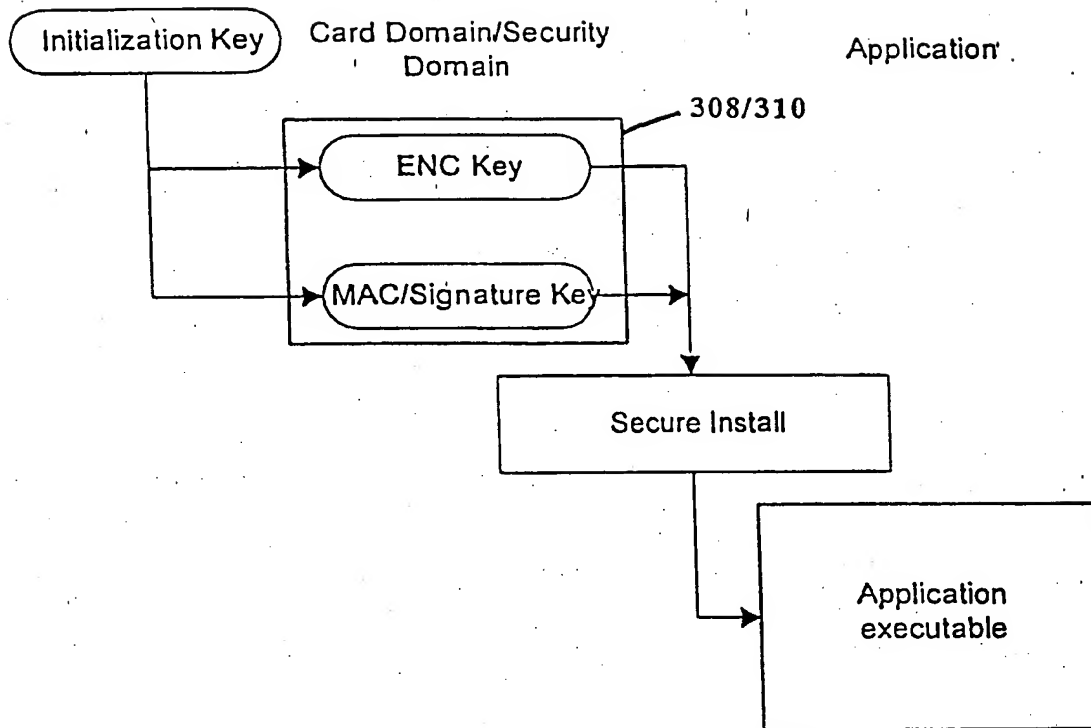 Initialization Key
Card Domain/Security
Domain
Application
308/310
ENC Key
MAC/Signature Key
Secure Install
Application
executable